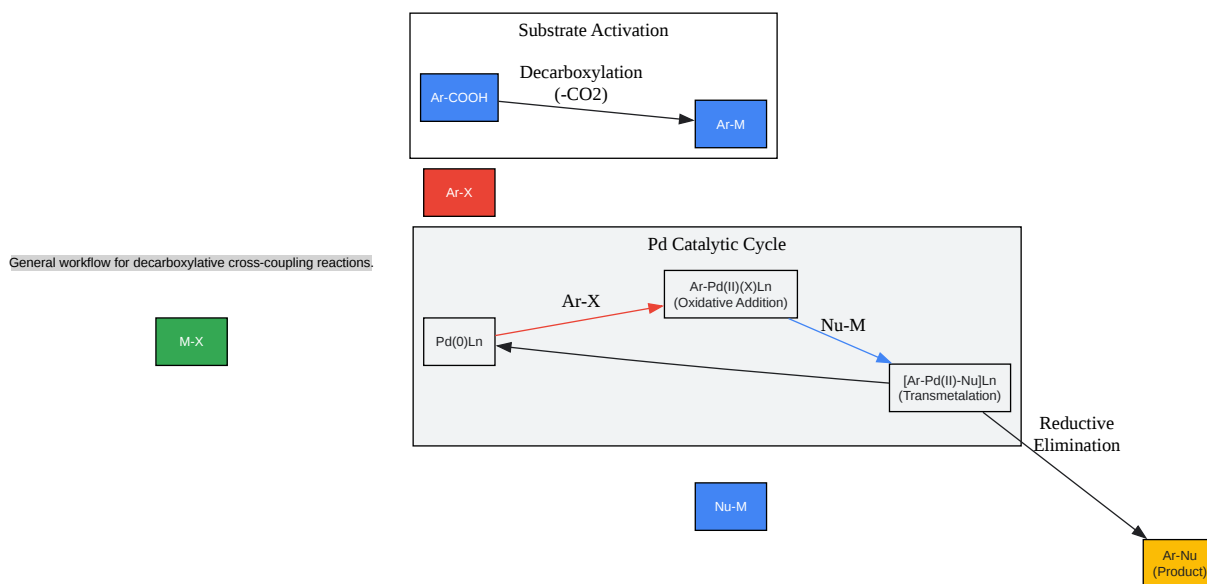 Substrate Activation
Decarboxylation
(-CO2)
Ar-COOH
Ar-M
Ar-X
Pd Catalytic Cycle
General workflow for decarboxylative cross-coupling reactions.
Ar-Pd(II)(X)Ln
(Oxidative Addition)
Ar-X
Nu-M
M-X
Pd(0)Ln
[Ar-Pd(II)-Nu]Ln
(Transmetalation)
Reductive
Elimination
Nu-M
Ar-Nu
(Product)